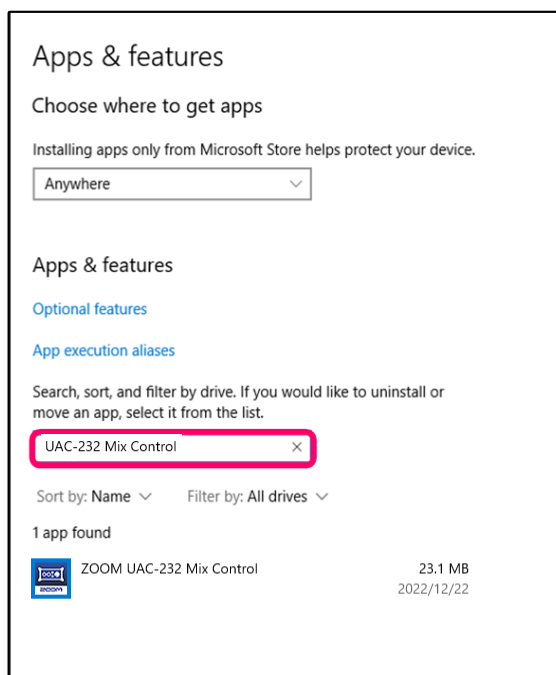 Apps & features
Choose where to get apps
Installing apps only from Microsoft Store helps protect your device.
Anywhere
Apps & features
Optional features
App execution aliases
Search, sort, and filter by drive. If you would like to uninstall or
move an app, select it from the list.
UAC-232 Mix Control
Sort by: Name Filter by: All drives
1 app found
ZOOM UAC-232 Mix Control 23.1 MB
2022/12/22
ZOOM